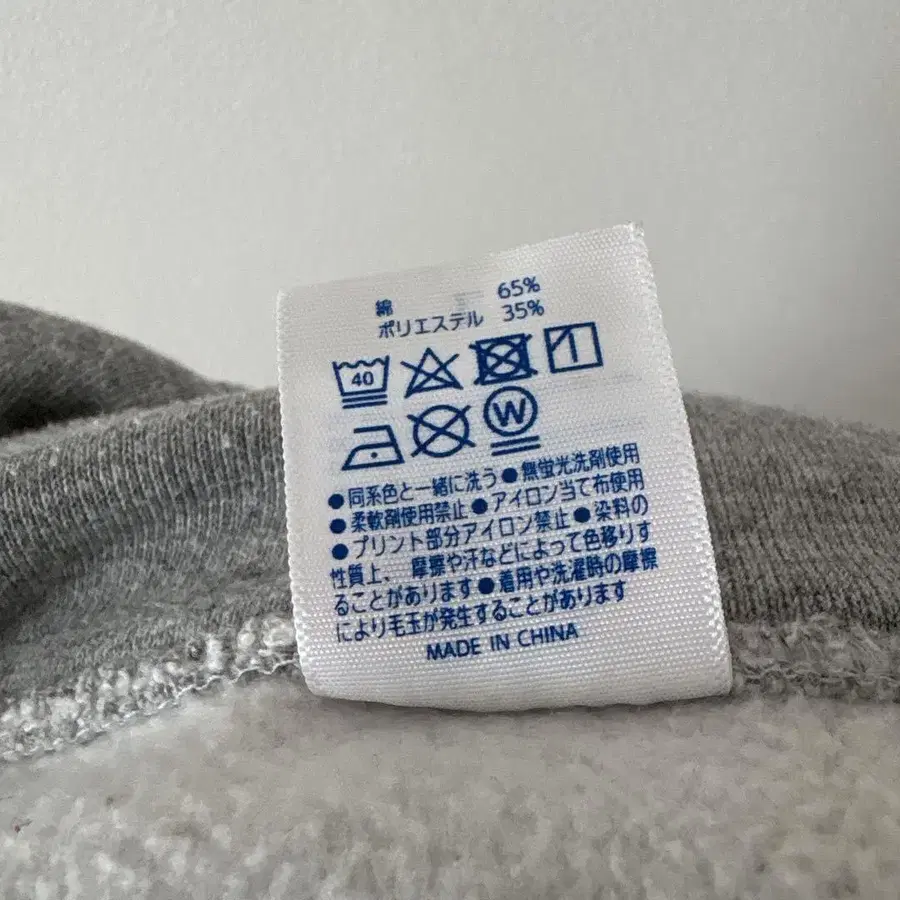 綿 65%
ポリエステル 35%
40
W
●同系色と一緒に洗う●無蛍光洗剤使用
●柔軟剤使用禁止●アイロン当て布使用
●プリント部分アイロン禁止●染料の
性質上、摩擦や汗などによって色移りす
ることがあります●着用や洗濯時の摩擦
により毛玉が発生することがあります
MADE IN CHINA